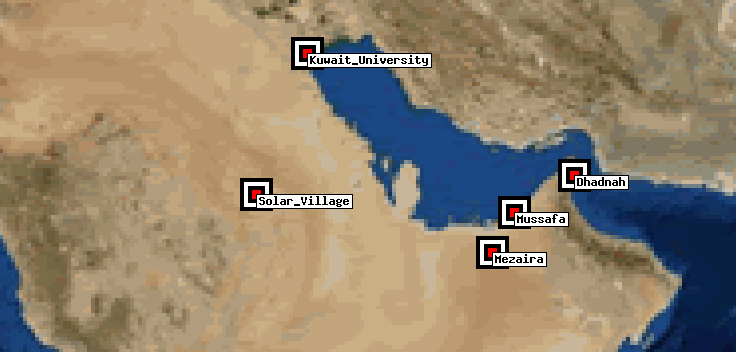 Kuwait_University
Dhadnah
Solar_Village
Mussafa
Mezaira